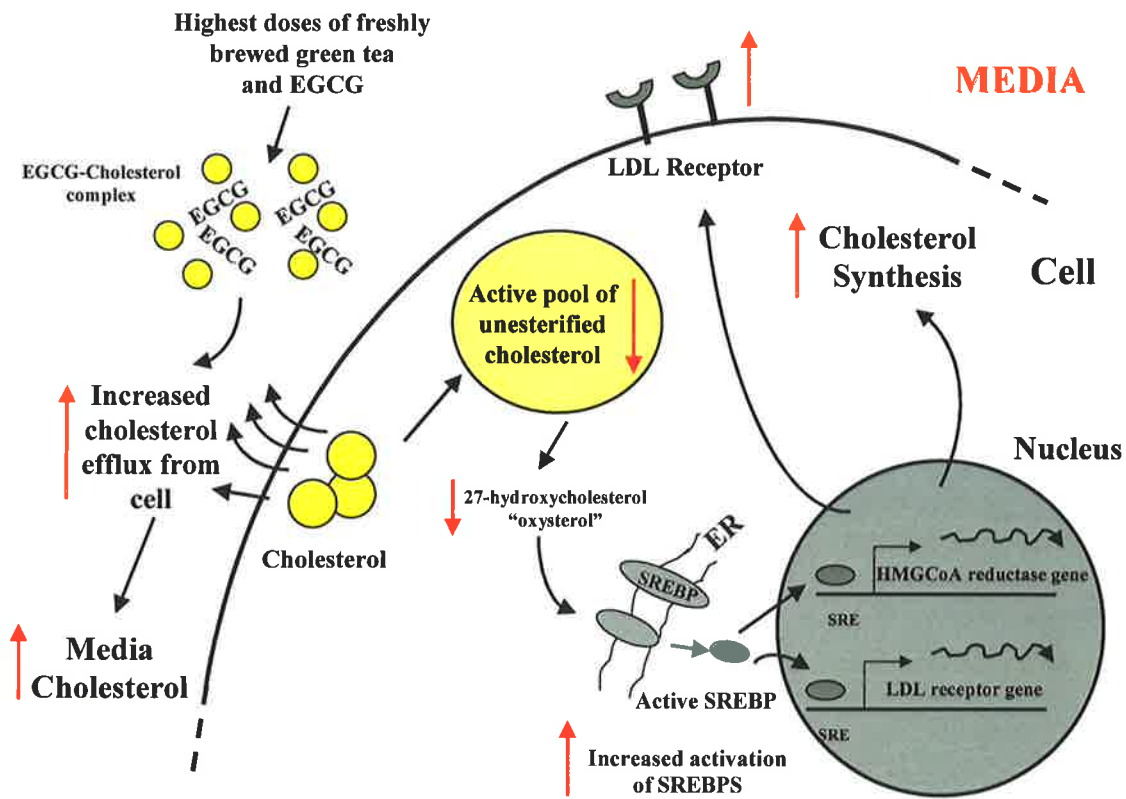 Highest doses of freshly
brewed green tea
and EGCG
MEDIA
EGCG-Cholesterol
complex
EGCG
EGCG
EGCG
EGCG
LDL Receptor
Cholesterol
Synthesis
Cell
Active pool of
unesterified
cholesterol
Increased
cholesterol
efflux from
cell
Nucleus
27-hydroxycholesterol
“oxysterol”
Cholesterol
ER
SREBP
HMGCoA reductase gene
SRE
Media
Cholesterol
Active SREBP
LDL receptor gene
SRE
Increased activation
of SREBPS